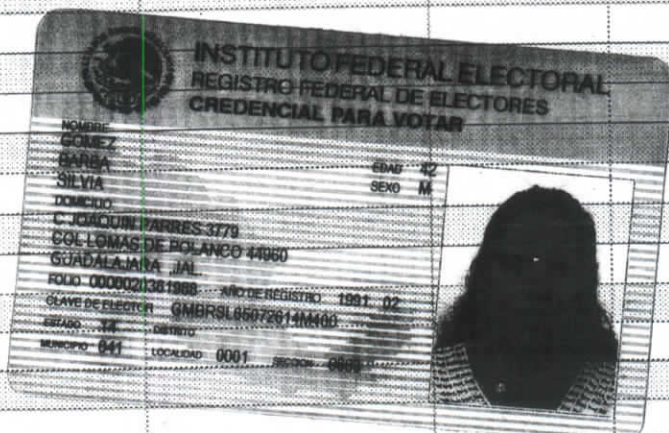 INSTITUTO FEDERAL ELECTORAL
REGISTRO FEDERAL DE ELECTORES
CREDENCIAL PARA VOTAR
NOMBRE
GOMEZ
BARBA
SILVIA
EDAD 42
SEXO M
DOMICILIO
C JOAQUIN PARRES 3779
COL LOMAS DE POLANCO 44960
GUADALAJARA ,JAL.
FOLIO AÑO DE REGISTRO 1991 02
CLAVE DE ELECTOR
ESTADO 14 DISTRITO
MUNICIPIO 041 LOCALIDAD 0001 SECCION